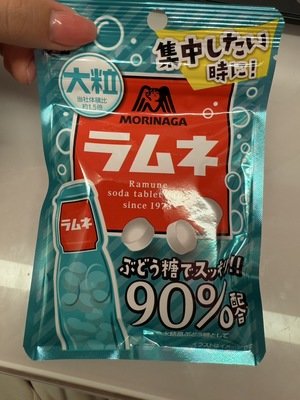 集中したい
時に!
大粒
当社体積比
約1.5倍
MORINAGA
ラムネ
Ramune
soda tablet
since 1973
ラムネ
ぶどう糖でスッキリ!!
90%配合